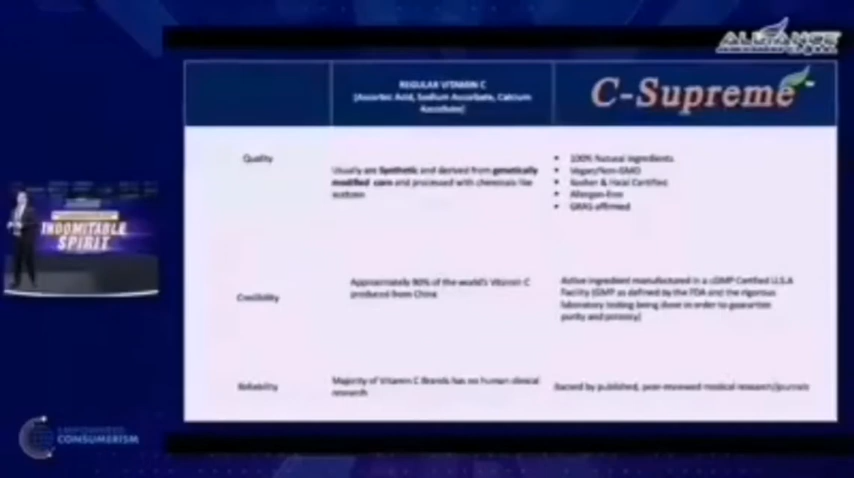 ALLIANCE
REGULAR VITAMIN C
(Ascorbic Acid, Sodium Ascorbate, Calcium
Ascorbate)
C-Supreme™
Quality
Usually are Synthetic and derived from genetically
modified corn and processed with chemicals like
acetone
• 100% Natural Ingredients
• Vegan/Non-GMO
• Kosher & Halal Certified
• Allergen-free
• GRAS-affirmed
Credibility
Approximately 90% of the world's Vitamin C
produced from China
Active ingredient manufactured in a cGMP Certified U.S.A
Facility (GMP as defined by the FDA and the rigorous
laboratory testing being done in order to guarantee
purity and potency)
Reliability
Majority of Vitamin C Brands has no human clinical
research
Backed by published, peer-reviewed medical research/journals
INDOMITABLE
SPIRIT
EMPOWERED
CONSUMERISM